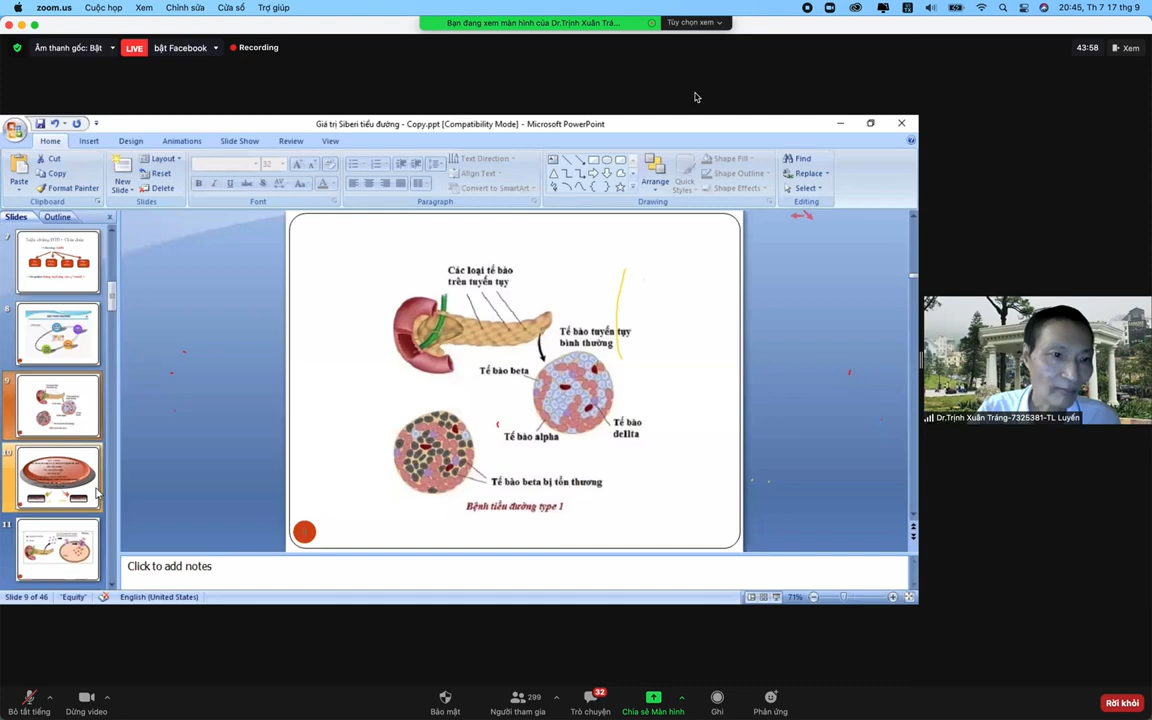 zoom.us Cuộc họp Xem Chỉnh sửa Cửa sổ Trợ giúp
20:45, Th 7 17 thg 9
Bạn đang xem màn hình của Dr.Trịnh Xuân Trá... Tùy chọn xem
Âm thanh gốc: Bật LIVE bật Facebook Recording
43:58 Xem
Giá trị Siberi tiểu đường - Copy.ppt [Compatibility Mode] - Microsoft PowerPoint
Home Insert Design Animations Slide Show Review View
Paste
Cut
Copy
Format Painter
Clipboard
New
Slide
Layout
Reset
Delete
Slides
32
Font
Paragraph
Text Direction
Align Text
Convert to SmartArt
Arrange
Quick
Styles
Shape Fill
Shape Outline
Shape Effects
Drawing
Find
Replace
Select
Editing
Slides Outline
7
8
9
10
11
Các loại tế bào
trên tuyến tụy
Tế bào tuyến tụy
bình thường
Tế bào beta
Tế bào
delita
Tế bào alpha
Tế bào beta bị tổn thương
Bệnh tiểu đường type 1
Click to add notes
Slide 9 of 46 "Equity" English (United States) 71%
Dr.Trịnh Xuân Tráng-7325381-TL Luyến
Bỏ tắt tiếng Dừng video Bảo mật Người tham gia 299 Trò chuyện 32 Chia sẻ Màn hình Ghi Phản ứng Rời khỏi